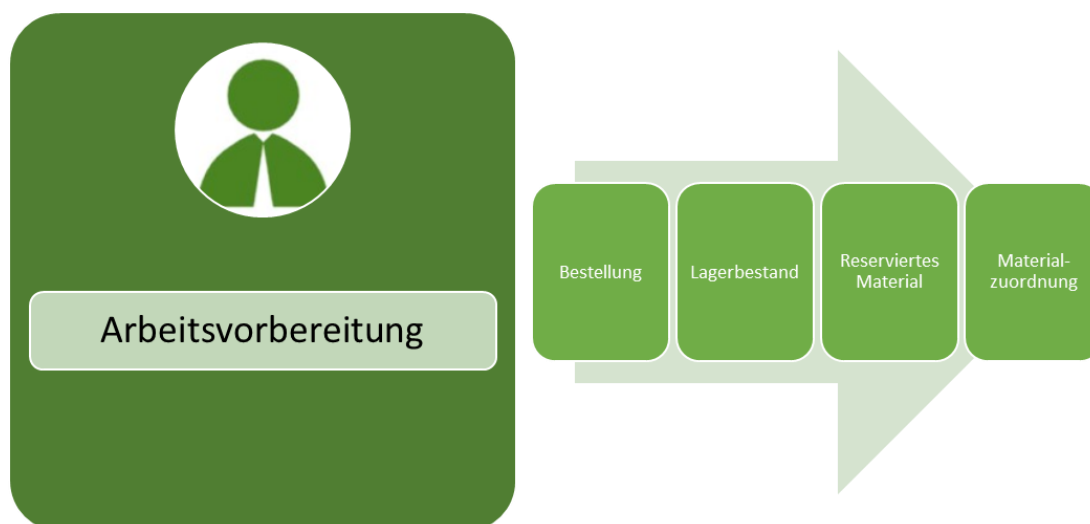 Arbeitsvorbereitung
Bestellung
Lagerbestand
Reserviertes
Material
Material-
zuordnung